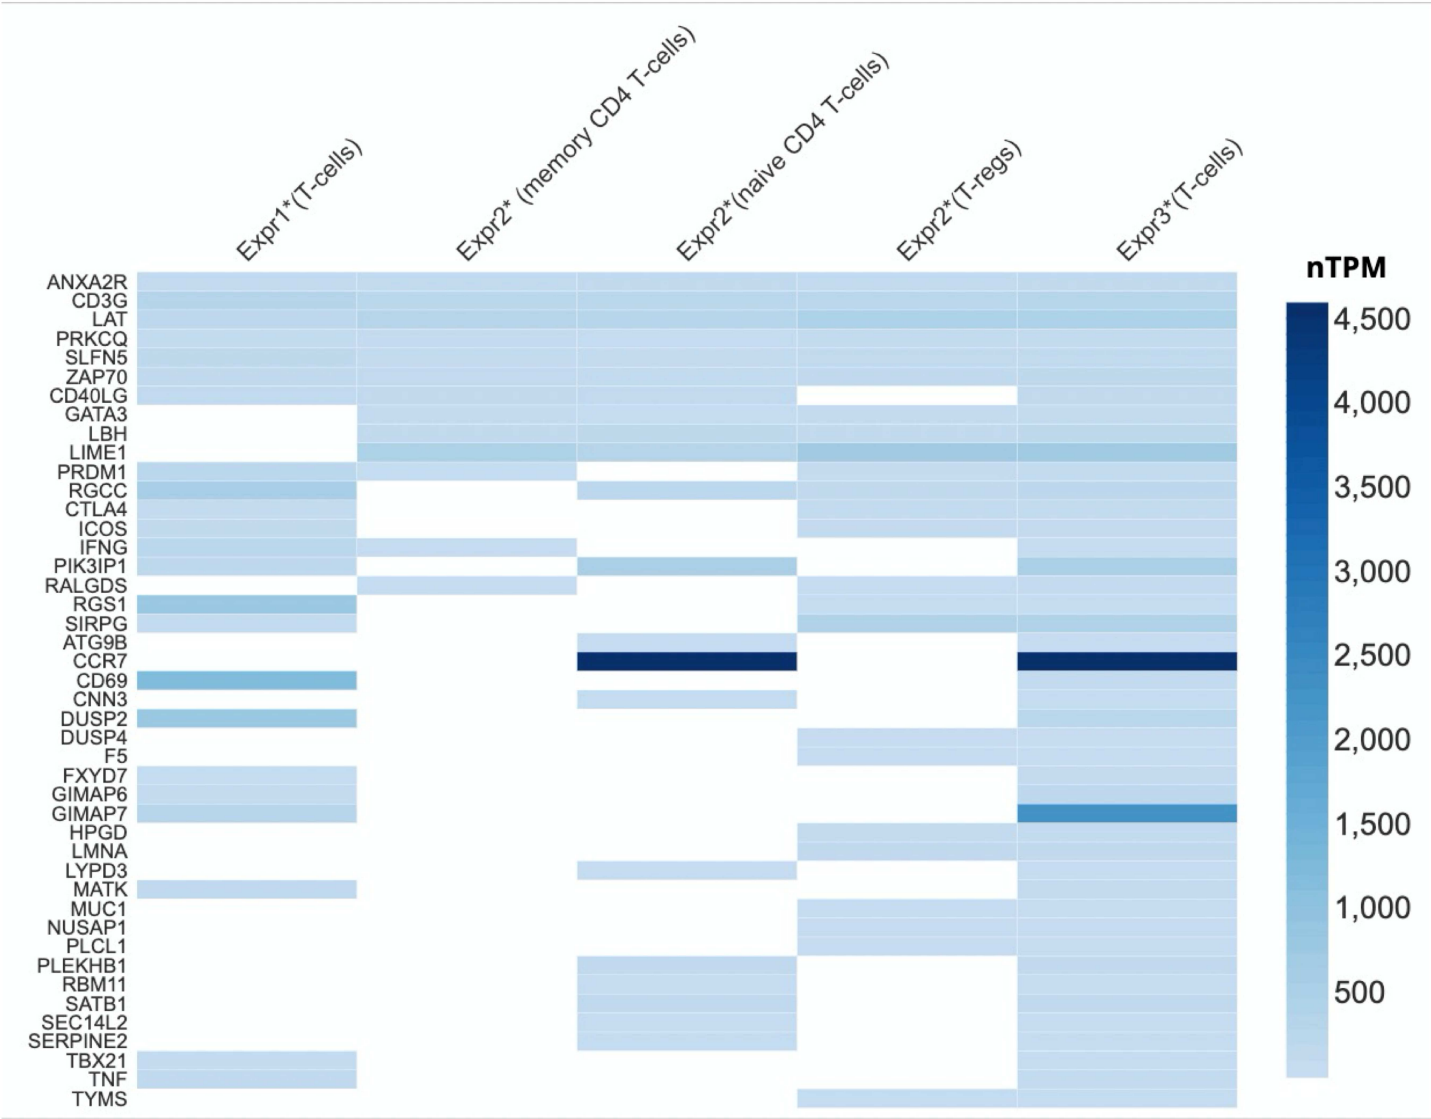 Expr1*(T-cells)
Expr2* (memory CD4 T-cells)
Expr2*(naive CD4 T-cells)
Expr2*(T-regs)
Expr3*(T-cells)
nTPM
4,500
4,000
3,500
3,000
2,500
2,000
1,500
1,000
500
ANXA2R
CD3G
LAT
PRKCQ
SLFN5
ZAP70
CD40LG
GATA3
LBH
LIME1
PRDM1
RGCC
CTLA4
ICOS
IFNG
PIK3IP1
RALGDS
RGS1
SIRPG
ATG9B
CCR7
CD69
CNN3
DUSP2
DUSP4
F5
FXYD7
GIMAP6
GIMAP7
HPGD
LMNA
LYPD3
MATK
MUC1
NUSAP1
PLCL1
PLEKHB1
RBM11
SATB1
SEC14L2
SERPINE2
TBX21
TNF
TYMS